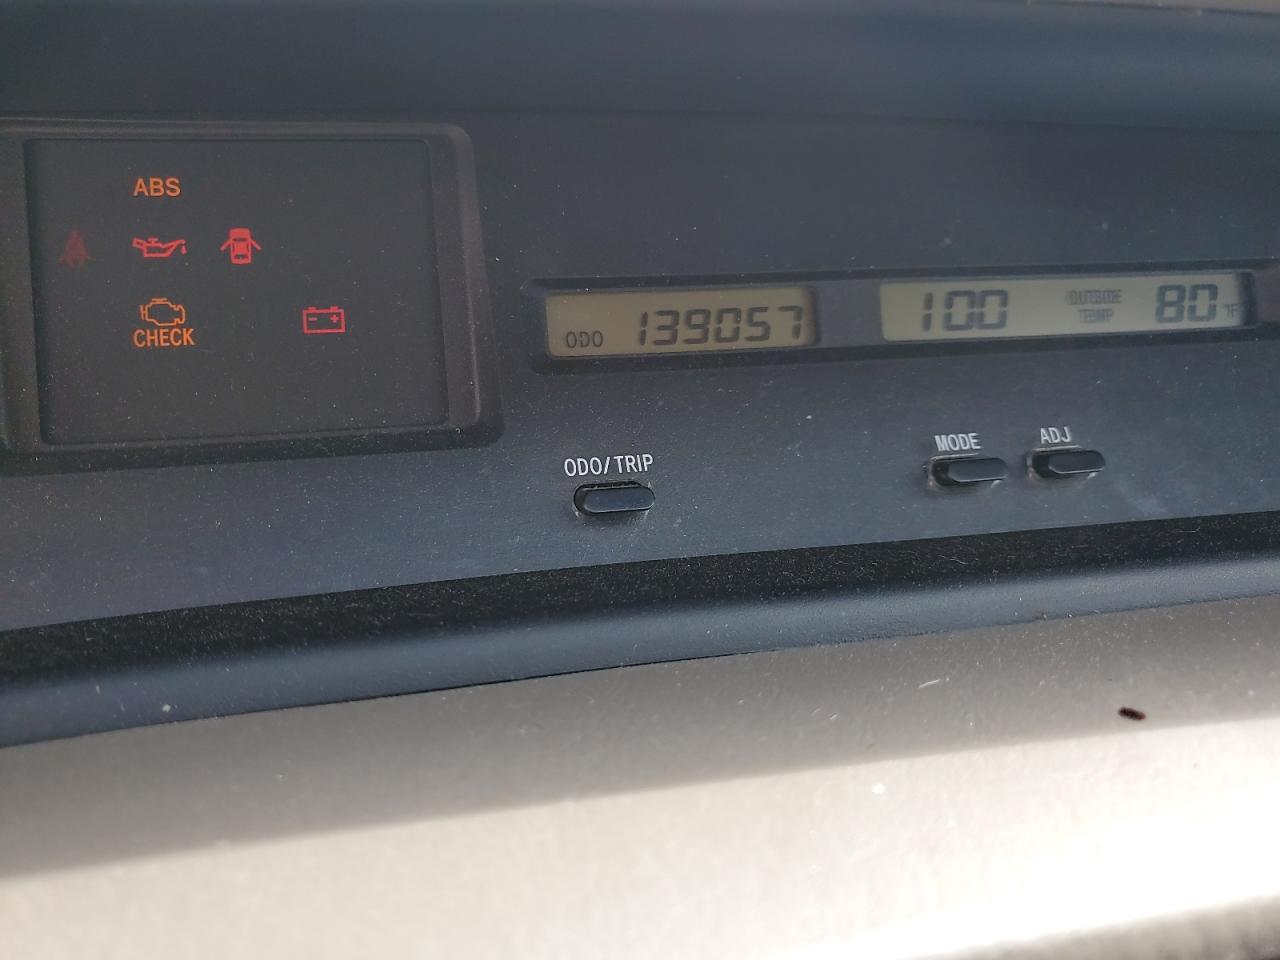 ABS
CHECK
ODO 139057
100 OUTSIDE TEMP 80°F
ODO/TRIP
MODE
ADJ